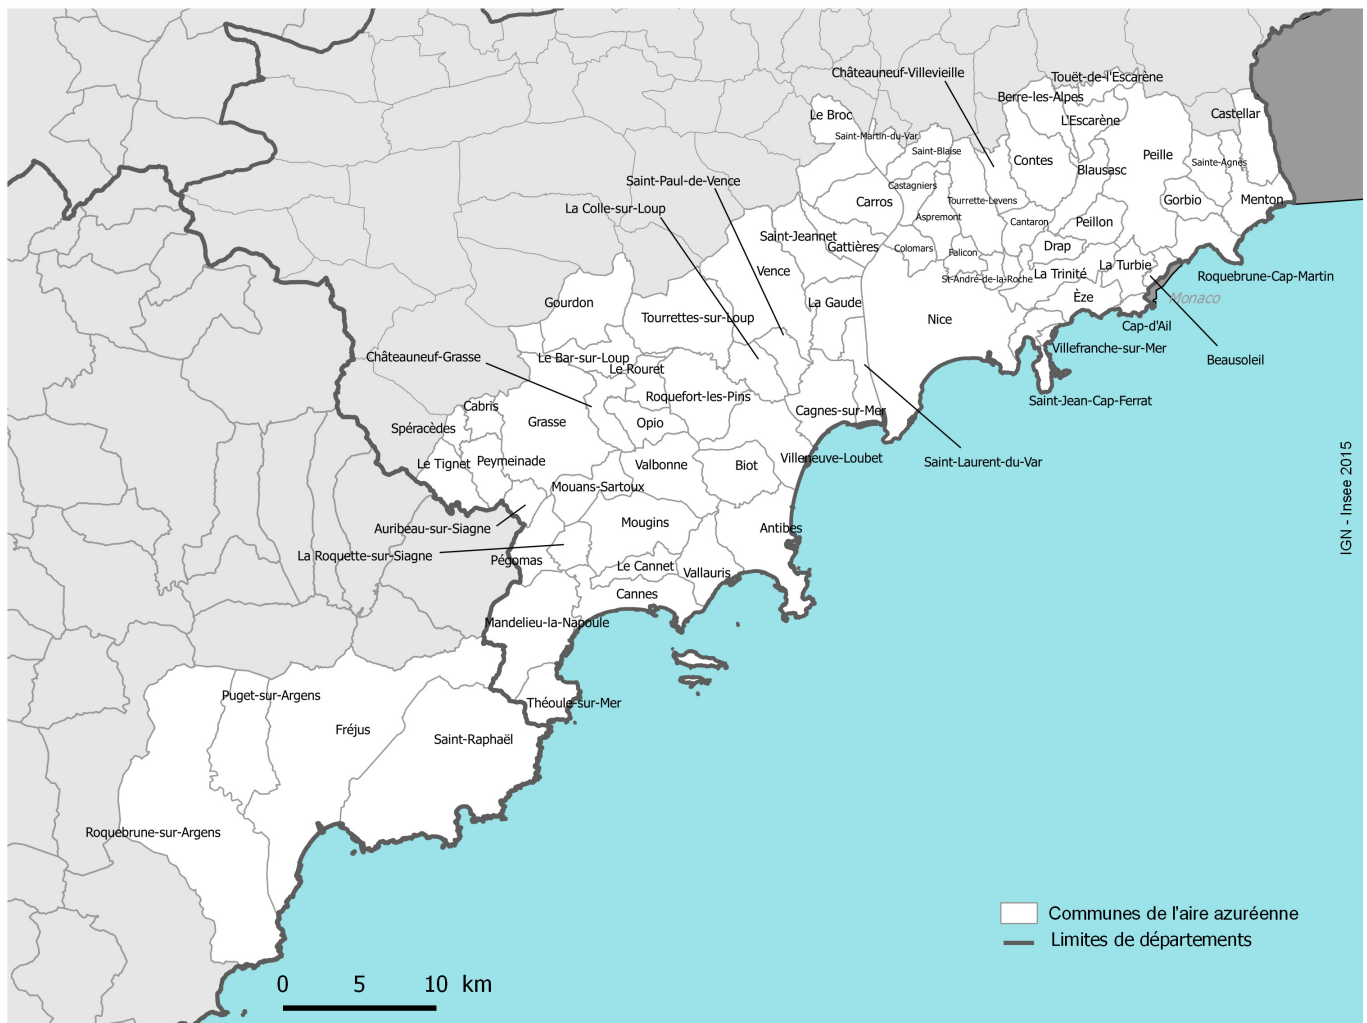 Châteauneuf-Villevieille
Touët-de-l'Escarène
Berre-les-Alpes
Le Broc
L'Escarène
Castellar
Saint-Martin-du-Var
Saint-Blaise
Contes
Peille
Sainte-Agnès
Blausasc
Saint-Paul-de-Vence
Castagniers
Carros
Tourrette-Levens
Gorbio
Menton
La Colle-sur-Loup
Aspremont
Cantaron
Peillon
Saint-Jeannet
Gattières
Colomars
Falicon
Drap
Vence
St-André-de-la-Roche
La Trinité
La Turbie
Roquebrune-Cap-Martin
Gourdon
La Gaude
Èze
Monaco
Tourrettes-sur-Loup
Nice
Cap-d'Ail
Châteauneuf-Grasse
Le Bar-sur-Loup
Le Rouret
Villefranche-sur-Mer
Beausoleil
Roquefort-les-Pins
Saint-Jean-Cap-Ferrat
Cabris
Cagnes-sur-Mer
Spéracèdes
Grasse
Opio
Le Tignet
Peymeinade
Valbonne
Biot
Villeneuve-Loubet
Saint-Laurent-du-Var
Mouans-Sartoux
Auribeau-sur-Siagne
Mougins
Antibes
La Roquette-sur-Siagne
Pégomas
Le Cannet
Vallauris
Cannes
Mandelieu-la-Napoule
Puget-sur-Argens
Théoule-sur-Mer
Fréjus
Saint-Raphaël
Roquebrune-sur-Argens
IGN - Insee 2015
Communes de l'aire azuréenne
Limites de départements
0 5 10 km